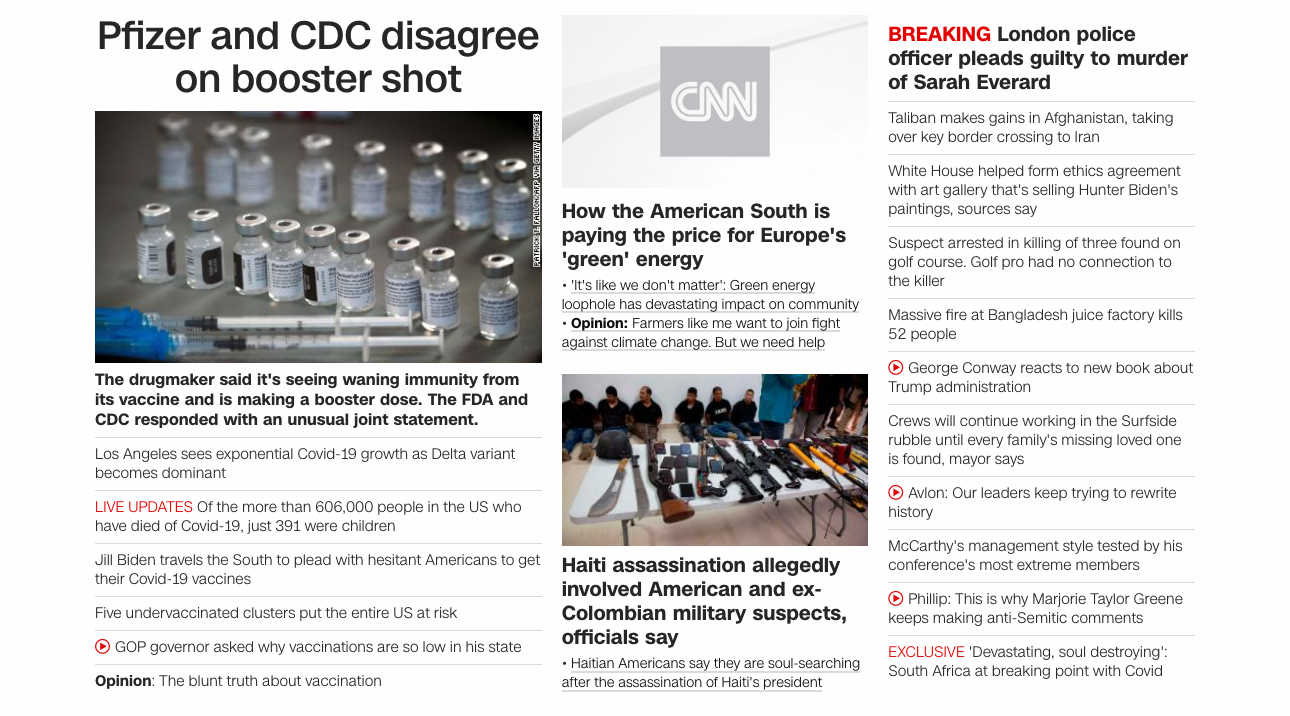 Pfizer and CDC disagree
on booster shot
PATRICK T. FALLON/AFP VIA GETTY IMAGES
The drugmaker said it's seeing waning immunity from
its vaccine and is making a booster dose. The FDA and
CDC responded with an unusual joint statement.
Los Angeles sees exponential Covid-19 growth as Delta variant
becomes dominant
LIVE UPDATES Of the more than 606,000 people in the US who
have died of Covid-19, just 391 were children
Jill Biden travels the South to plead with hesitant Americans to get
their Covid-19 vaccines
Five undervaccinated clusters put the entire US at risk
GOP governor asked why vaccinations are so low in his state
Opinion: The blunt truth about vaccination
CNN
How the American South is
paying the price for Europe's
'green' energy
• 'It's like we don't matter': Green energy
loophole has devastating impact on community
• Opinion: Farmers like me want to join fight
against climate change. But we need help
Haiti assassination allegedly
involved American and ex-
Colombian military suspects,
officials say
• Haitian Americans say they are soul-searching
after the assassination of Haiti's president
BREAKING London police
officer pleads guilty to murder
of Sarah Everard
Taliban makes gains in Afghanistan, taking
over key border crossing to Iran
White House helped form ethics agreement
with art gallery that's selling Hunter Biden's
paintings, sources say
Suspect arrested in killing of three found on
golf course. Golf pro had no connection to
the killer
Massive fire at Bangladesh juice factory kills
52 people
George Conway reacts to new book about
Trump administration
Crews will continue working in the Surfside
rubble until every family's missing loved one
is found, mayor says
Avlon: Our leaders keep trying to rewrite
history
McCarthy's management style tested by his
conference's most extreme members
Phillip: This is why Marjorie Taylor Greene
keeps making anti-Semitic comments
EXCLUSIVE 'Devastating, soul destroying':
South Africa at breaking point with Covid